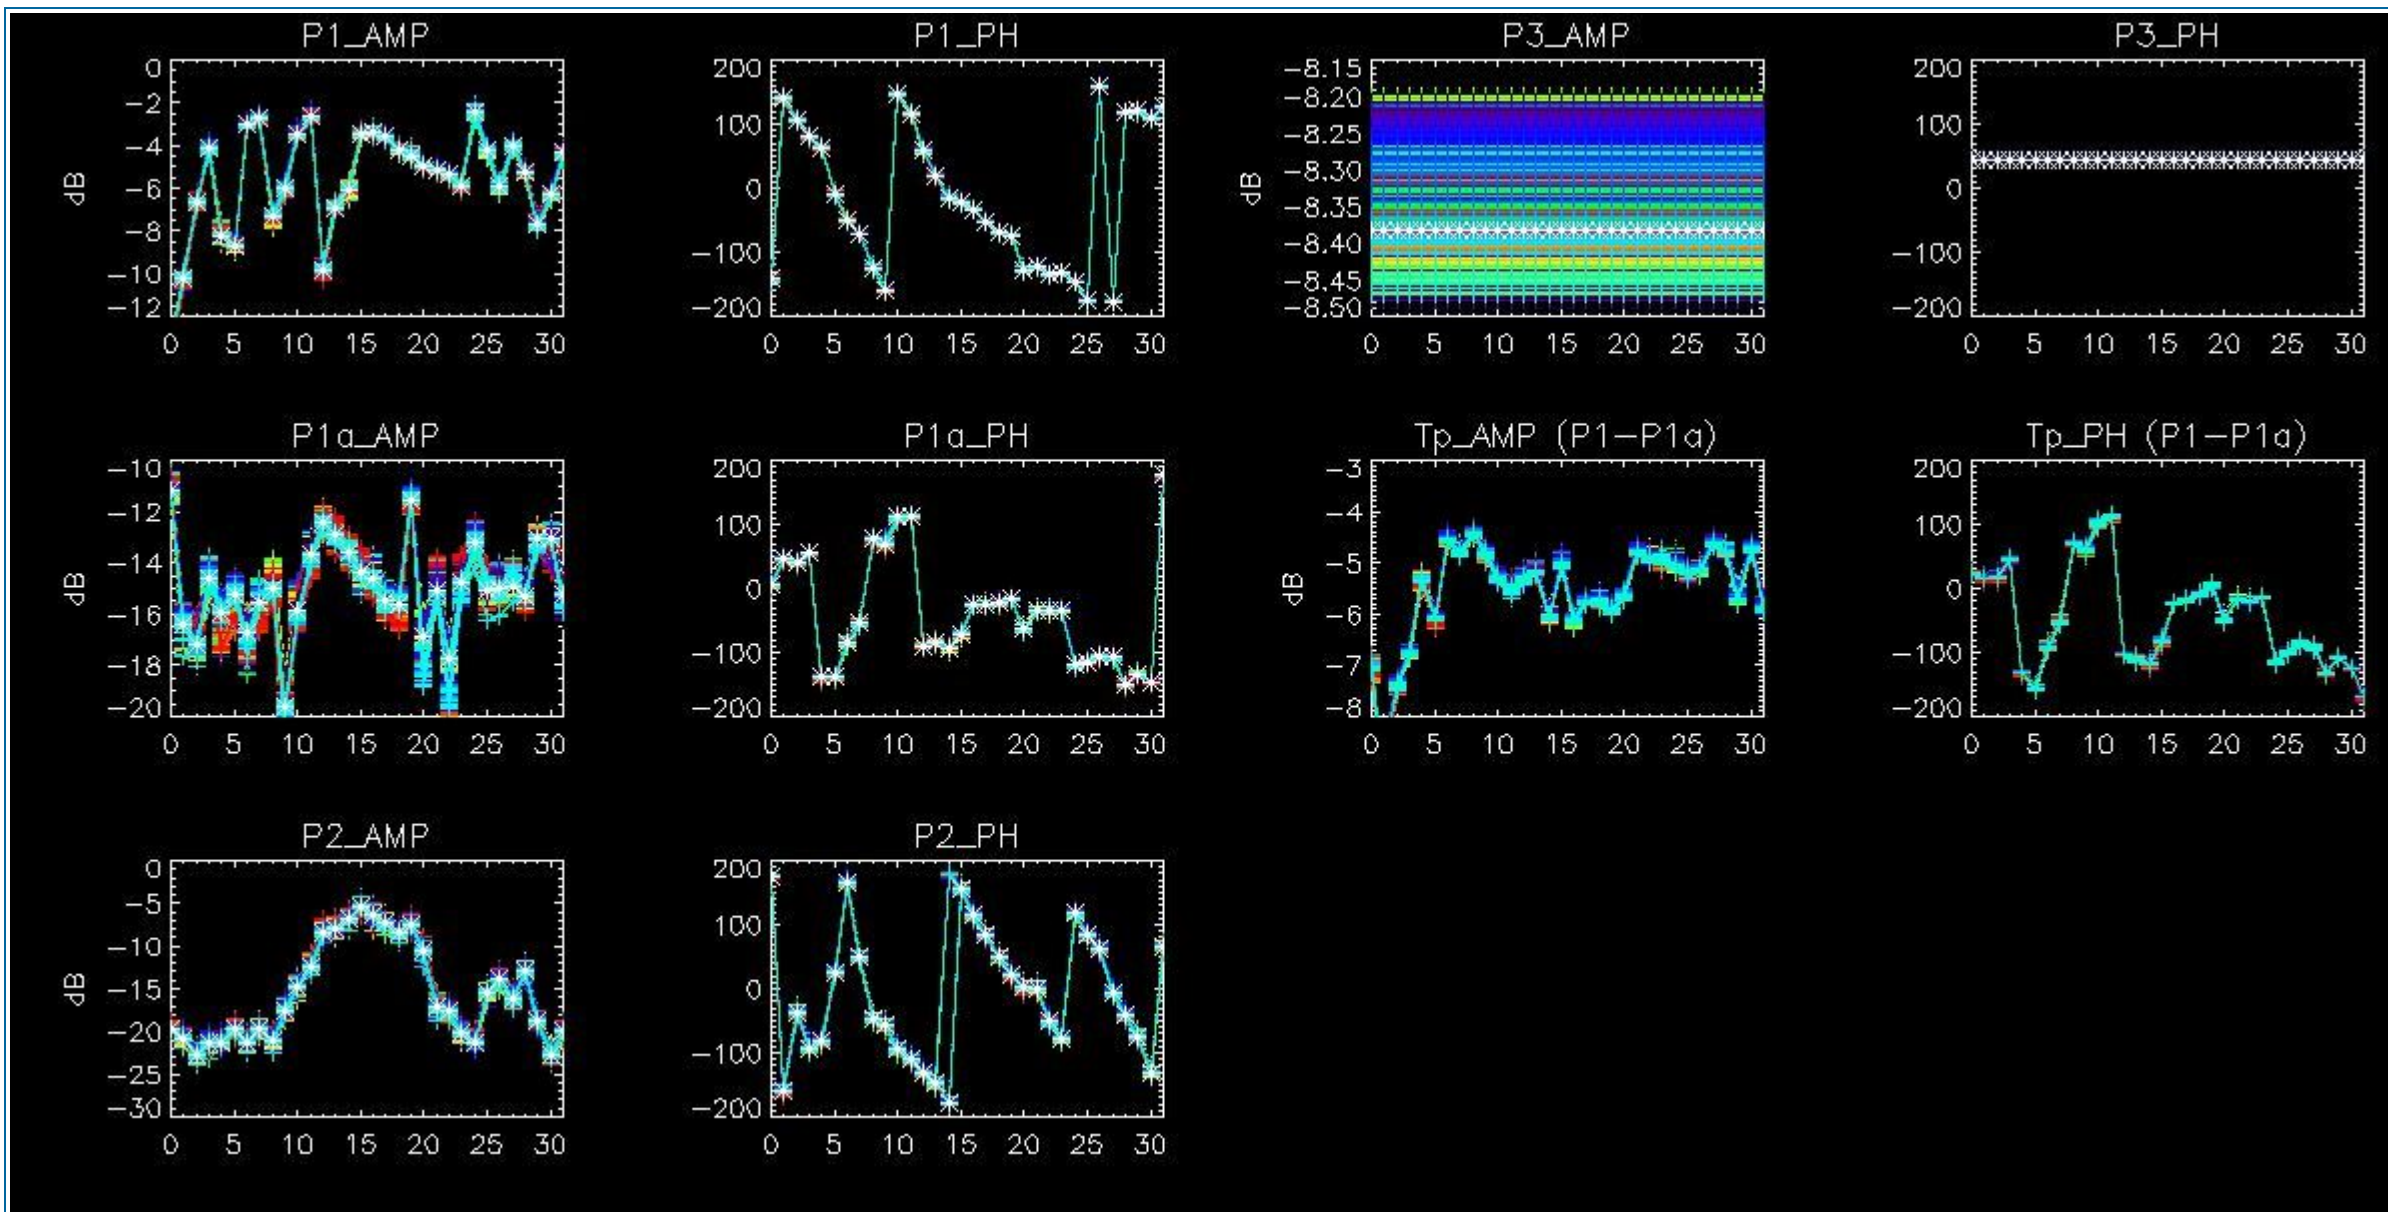 P1_AMP
0
−2
−4
−6
−8
−10
−12
dB
0 5 10 15 20 25 30
P1_PH
200
100
0
−100
−200
0 5 10 15 20 25 30
P3_AMP
−8.15
−8.20
−8.25
−8.30
−8.35
−8.40
−8.45
−8.50
dB
0 5 10 15 20 25 30
P3_PH
200
100
0
−100
−200
0 5 10 15 20 25 30
P1a_AMP
−10
−12
−14
−16
−18
−20
dB
0 5 10 15 20 25 30
P1a_PH
200
100
0
−100
−200
0 5 10 15 20 25 30
Tp_AMP (P1−P1a)
−3
−4
−5
−6
−7
−8
dB
0 5 10 15 20 25 30
Tp_PH (P1−P1a)
200
100
0
−100
−200
0 5 10 15 20 25 30
P2_AMP
0
−5
−10
−15
−20
−25
−30
dB
0 5 10 15 20 25 30
P2_PH
200
100
0
−100
−200
0 5 10 15 20 25 30